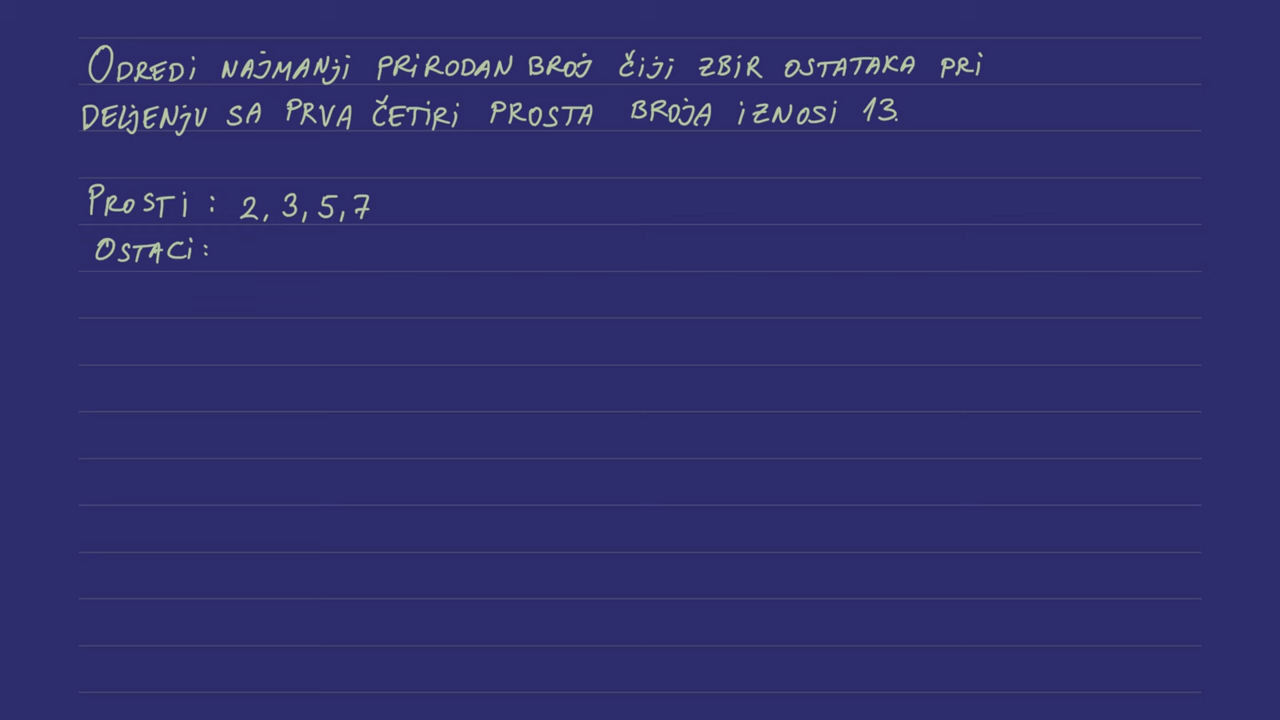 ODREDi NAJMANji PRiRODAN BROJ čiji ZBIR OSTATAKA PRi
DELjENjU SA PRVA ČETiRi PROSTA BROJA iZNOSi 13.
PROSTi : 2, 3, 5, 7
OSTACi :